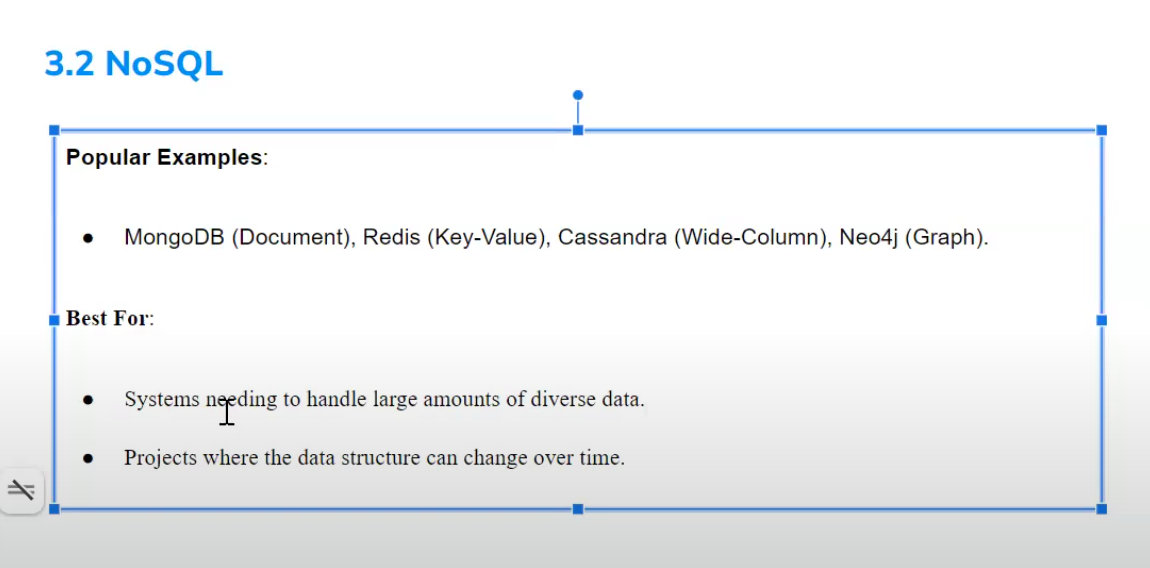 3.2 NoSQL
Popular Examples:
● MongoDB (Document), Redis (Key-Value), Cassandra (Wide-Column), Neo4j (Graph).
Best For:
● Systems needing to handle large amounts of diverse data.
● Projects where the data structure can change over time.